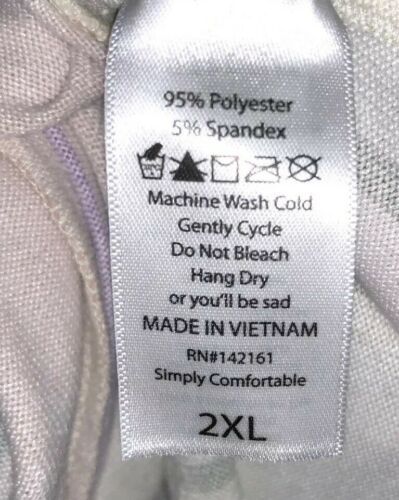 95% Polyester
5% Spandex
Machine Wash Cold
Gently Cycle
Do Not Bleach
Hang Dry
or you'll be sad
MADE IN VIETNAM
RN#142161
Simply Comfortable
2XL